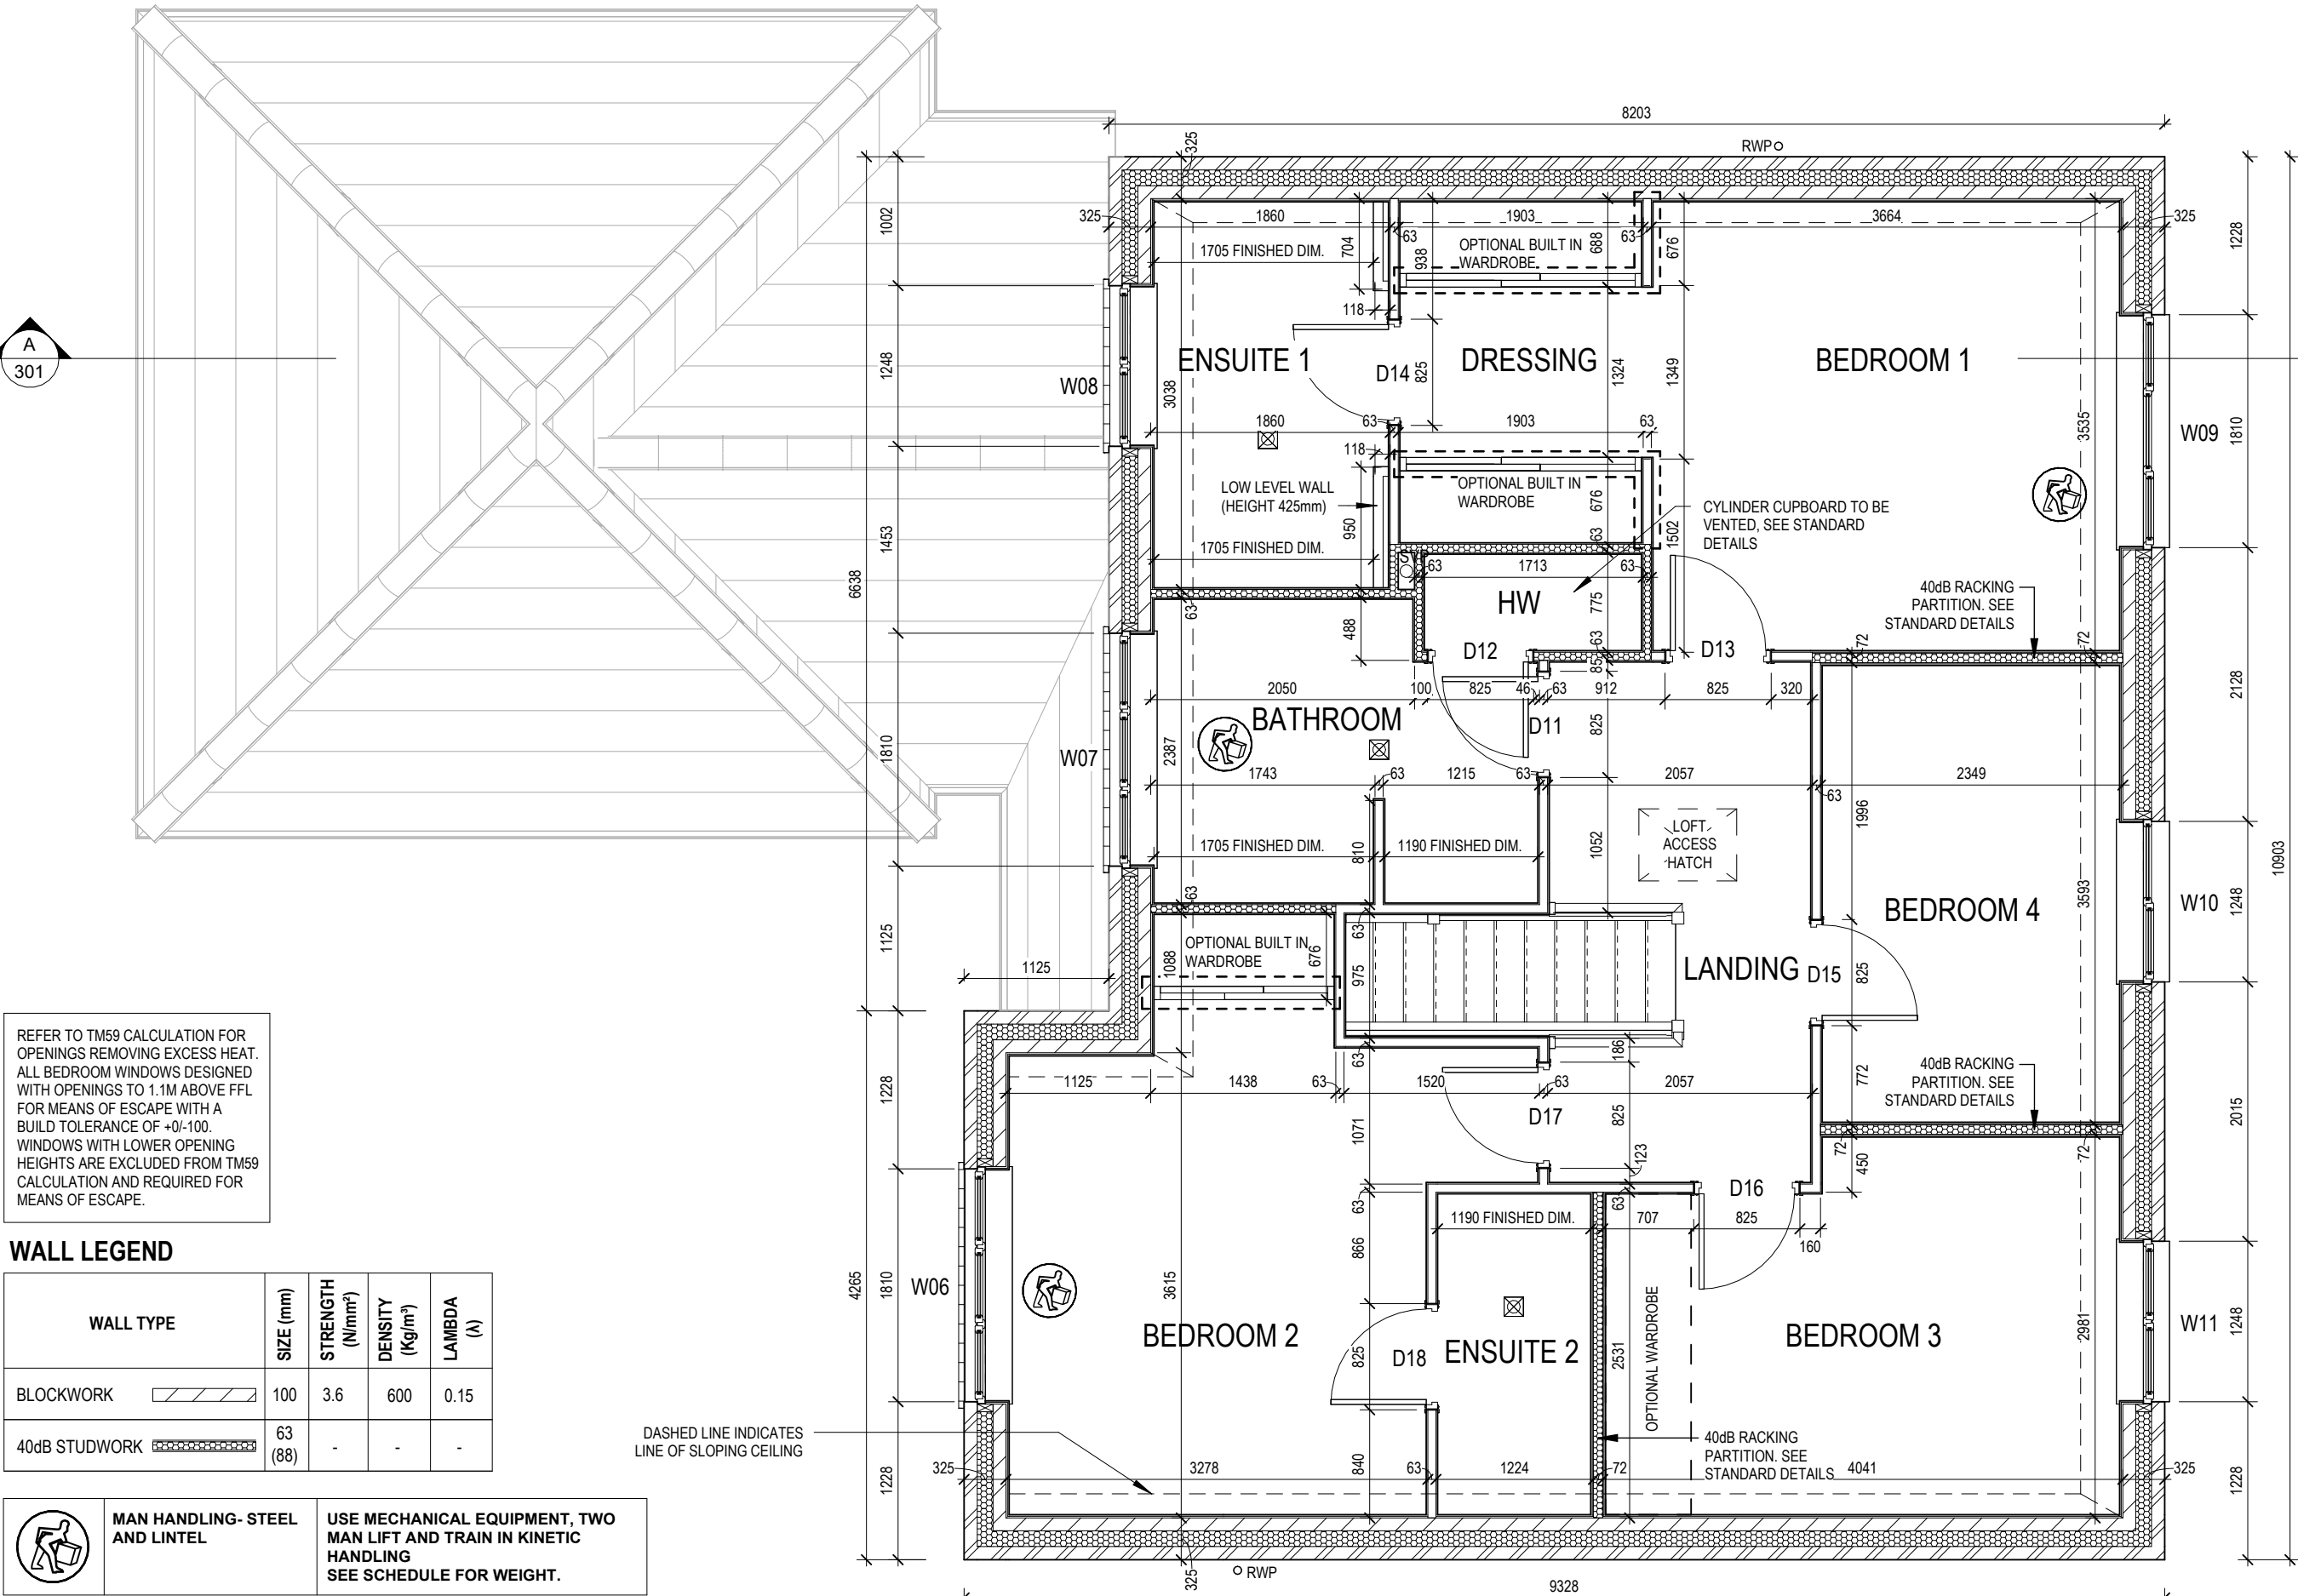 8203
RWP
325
325
1860
63
1903
63
3664
325
1002
1228
704
938
688
676
1705 FINISHED DIM.
OPTIONAL BUILT IN
WARDROBE
118
A
301
ENSUITE 1
D14
DRESSING
BEDROOM 1
W08
1248
3038
825
1324
1349
3535
W09
1810
1860
63
1903
63
118
LOW LEVEL WALL
(HEIGHT 425mm)
OPTIONAL BUILT IN
WARDROBE
676
CYLINDER CUPBOARD TO BE
VENTED, SEE STANDARD
DETAILS
1453
950
63
1502
1705 FINISHED DIM.
SV
63
1713
63
6638
HW
775
40dB RACKING
PARTITION. SEE
STANDARD DETAILS
63
488
D12
63
D13
72
72
85
2050
100
825
46
63
912
825
320
2128
BATHROOM
D11
825
W07
1810
2387
1743
63
1215
63
2057
2349
63
1996
LOFT
ACCESS
HATCH
1705 FINISHED DIM.
810
1190 FINISHED DIM.
1052
10903
63
3593
BEDROOM 4
W10
1248
1125
1125
OPTIONAL BUILT IN
WARDROBE
1088
676
63
975
LANDING
D15
825
REFER TO TM59 CALCULATION FOR
OPENINGS REMOVING EXCESS HEAT.
ALL BEDROOM WINDOWS DESIGNED
WITH OPENINGS TO 1.1M ABOVE FFL
FOR MEANS OF ESCAPE WITH A
BUILD TOLERANCE OF +0/-100.
WINDOWS WITH LOWER OPENING
HEIGHTS ARE EXCLUDED FROM TM59
CALCULATION AND REQUIRED FOR
MEANS OF ESCAPE.
1228
63
186
1125
1438
63
1520
63
2057
772
40dB RACKING
PARTITION. SEE
STANDARD DETAILS
2015
1071
D17
825
123
72
450
72
63
63
D16
1190 FINISHED DIM.
707
825
160
WALL LEGEND
WALL TYPE
SIZE (mm)
STRENGTH
(N/mm²)
DENSITY
(Kg/m³)
LAMBDA
(λ)
BLOCKWORK
100
3.6
600
0.15
40dB STUDWORK
63
(88)
-
-
-
4265
1810
W06
3615
866
BEDROOM 2
825
D18
ENSUITE 2
2531
OPTIONAL WARDROBE
BEDROOM 3
2981
W11
1248
DASHED LINE INDICATES
LINE OF SLOPING CEILING
40dB RACKING
PARTITION. SEE
STANDARD DETAILS
1228
325
3278
840
63
1224
72
4041
325
1228
MAN HANDLING- STEEL
AND LINTEL
USE MECHANICAL EQUIPMENT, TWO
MAN LIFT AND TRAIN IN KINETIC
HANDLING
SEE SCHEDULE FOR WEIGHT.
325
RWP
9328